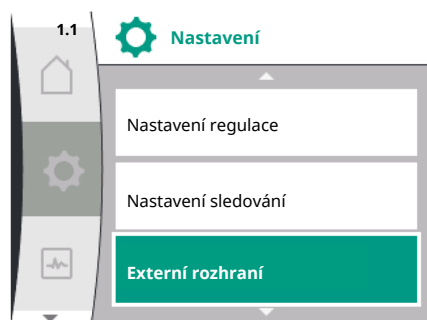 1.1
Nastavení
Nastavení regulace
Nastavení sledování
Externí rozhraní